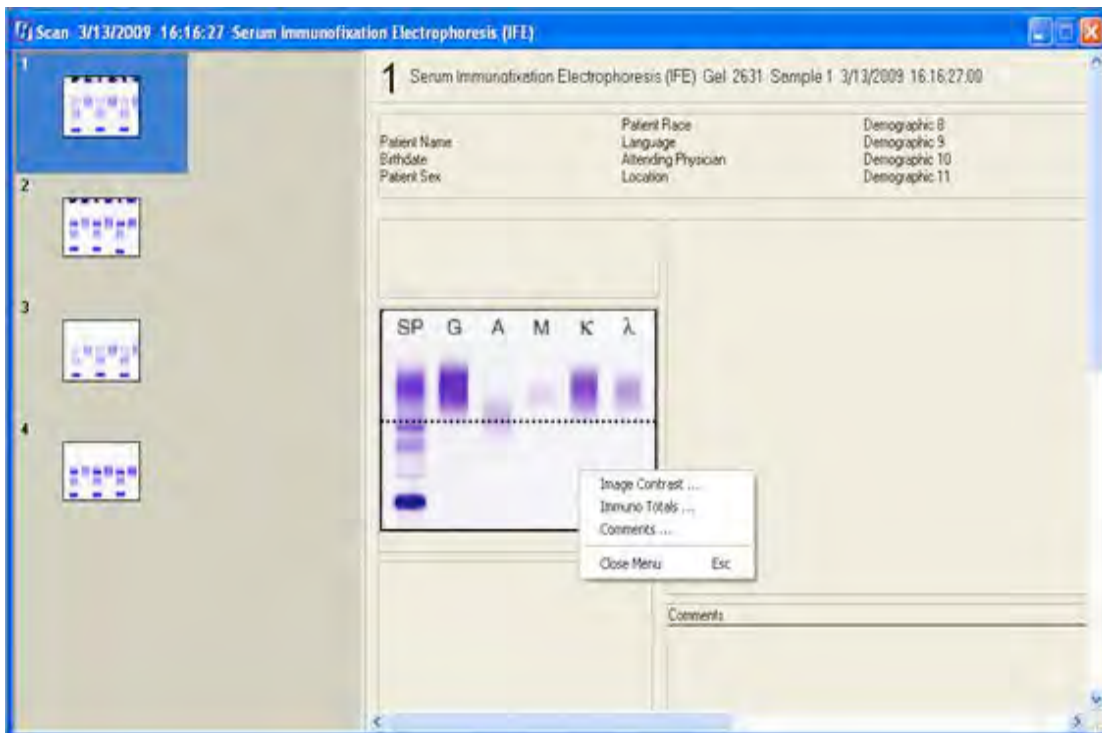 Scan 3/13/2009 16:16:27 Serum Immunofixation Electrophoresis (IFE)
1
2
3
4
1 Serum Immunofixation Electrophoresis (IFE) Gel 2631 Sample 1 3/13/2009 16.16.27.00
Patient Race Demographic 8
Patient Name Language Demographic 9
Birthdate Attending Physician Demographic 10
Patient Sex Location Demographic 11
SP G A M K λ
Image Contrast ...
Immuno Totals ...
Comments ...
Close Menu Esc
Comments